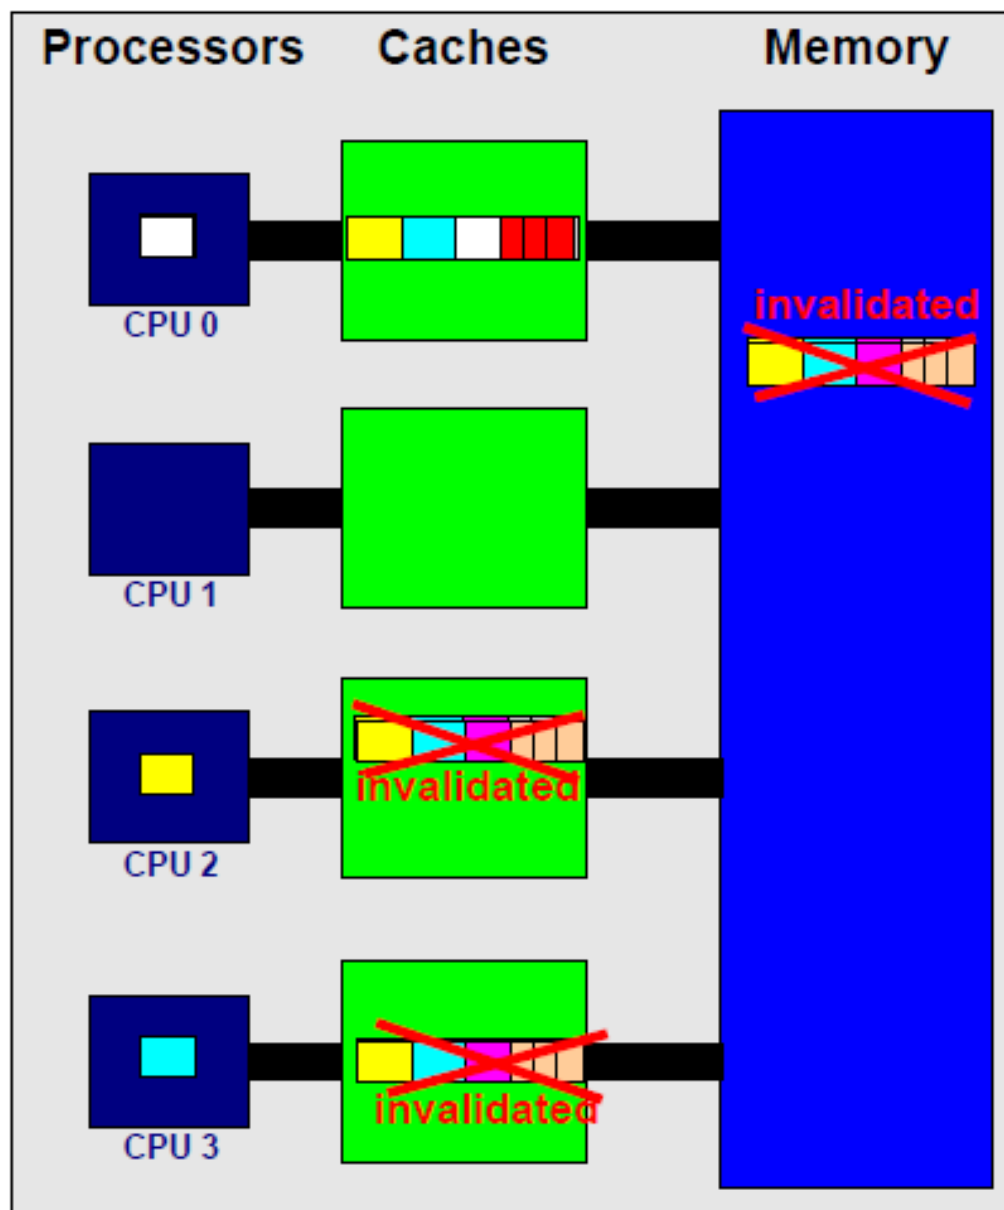 Processors Caches Memory
CPU 0
invalidated
CPU 1
invalidated
CPU 2
invalidated
CPU 3